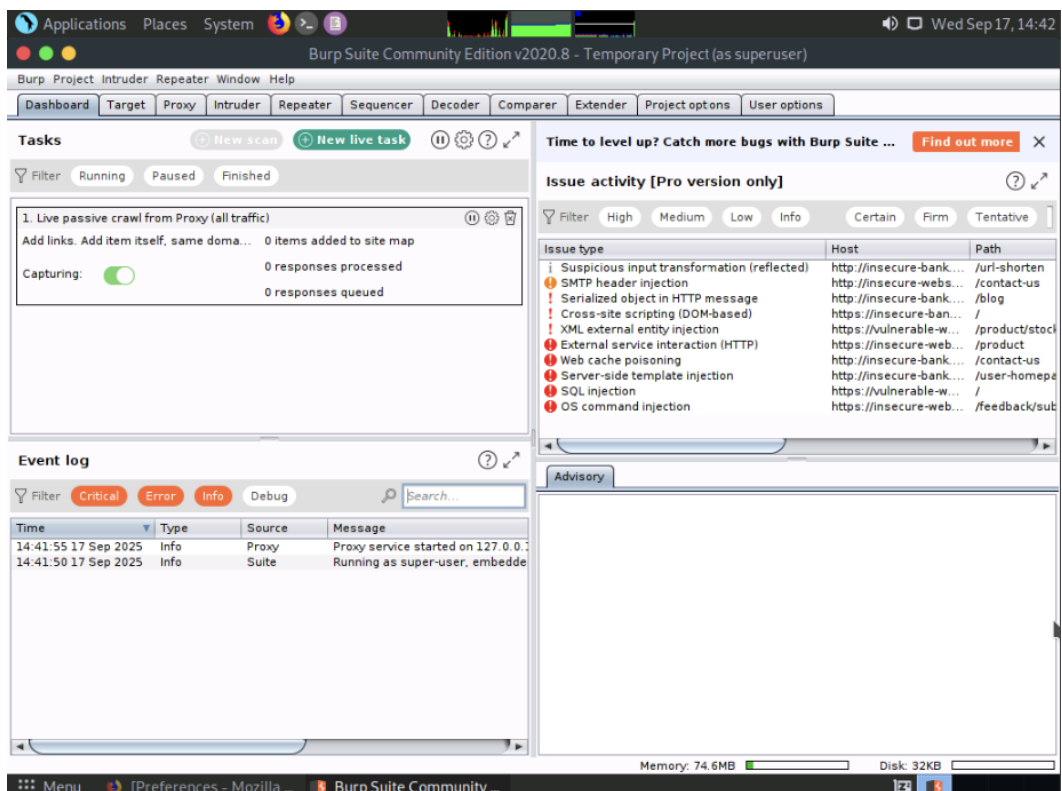 Applications Places System Wed Sep 17, 14:42
Burp Suite Community Edition v2020.8 - Temporary Project (as superuser)
Burp Project Intruder Repeater Window Help
Dashboard Target Proxy Intruder Repeater Sequencer Decoder Comparer Extender Project options User options
Tasks
New scan
New live task
Filter Running Paused Finished
1. Live passive crawl from Proxy (all traffic)
Add links. Add item itself, same doma... 0 items added to site map
Capturing: 0 responses processed
0 responses queued
Event log
Filter Critical Error Info Debug Search...
Time Type Source Message
14:41:55 17 Sep 2025 Info Proxy Proxy service started on 127.0.0.1
14:41:50 17 Sep 2025 Info Suite Running as super-user, embedde
Time to level up? Catch more bugs with Burp Suite ... Find out more
Issue activity [Pro version only]
Filter High Medium Low Info Certain Firm Tentative
Issue type Host Path
Suspicious input transformation (reflected) http://insecure-bank.... /url-shorten
SMTP header injection http://insecure-webs... /contact-us
Serialized object in HTTP message http://insecure-bank.... /blog
Cross-site scripting (DOM-based) https://insecure-ban... /
XML external entity injection https://vulnerable-w... /product/stock
External service interaction (HTTP) https://insecure-web... /product
Web cache poisoning http://insecure-bank.... /contact-us
Server-side template injection http://insecure-bank.... /user-homepa
SQL injection https://vulnerable-w... /
OS command injection https://insecure-web... /feedback/sub
Advisory
Memory: 74.6MB Disk: 32KB
Menu [Preferences - Mozilla ... Burp Suite Community ...